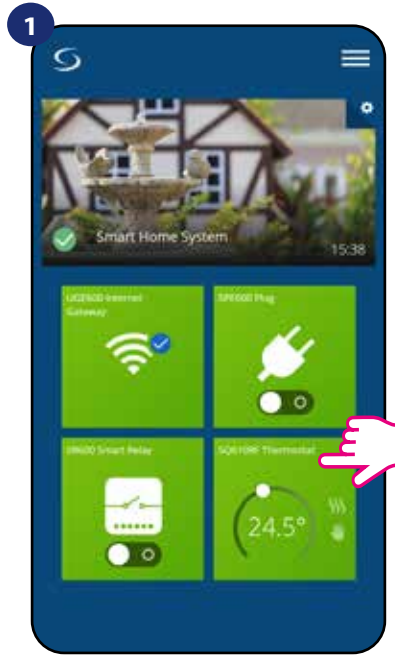 1
Smart Home System
15:38
UGE600 Internet
Gateway
SPE600 Plug
SR600 Smart Relay
SQ610RF Thermostat
24.5°